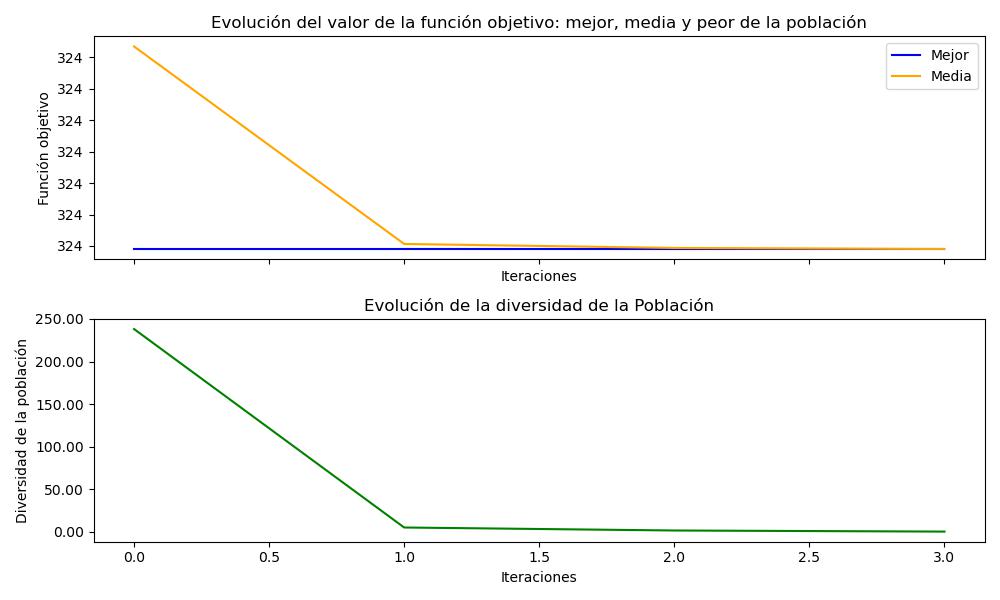 Evolución del valor de la función objetivo: mejor, media y peor de la población
324
324
324
324
324
324
324
Función objetivo
Mejor
Media
Iteraciones
Evolución de la diversidad de la Población
250.00
200.00
150.00
100.00
50.00
0.00
Diversidad de la población
0.0 0.5 1.0 1.5 2.0 2.5 3.0
Iteraciones